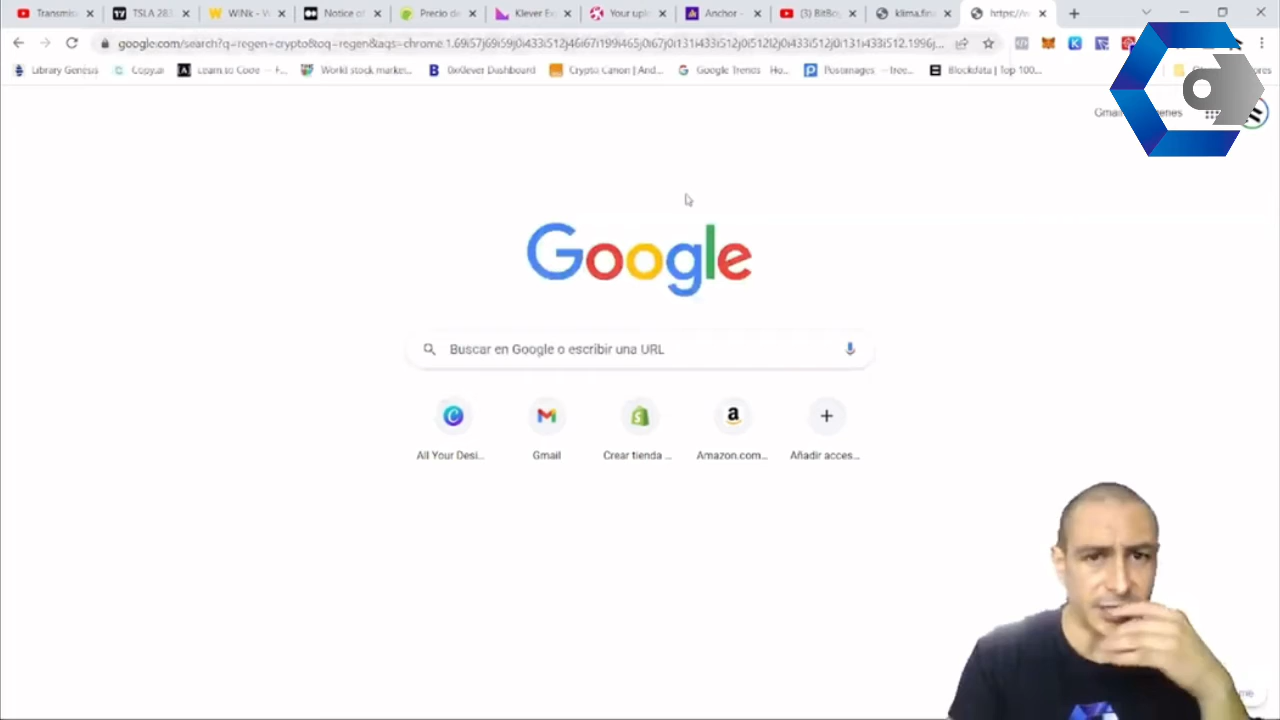 Transmis
TSLA 283
WINk - W
Notice of
Precio de
Klever Ex
Your uplo
Anchor -
(3) BitBo
klima.fina
https://e
google.com/search?q=regen+crypto&oq=regen&aqs=chrome.
Library Genesis
Copy.ai
Learn to Code — F...
World stock market...
0xklever Dashboard
Crypto Canon | And...
Google Trends Ho...
Postimages — free...
Blockdata | Top 100...
Google
Buscar en Google o escribir una URL
All Your Desi...
Gmail
Crear tienda ...
Amazon.com...
Añadir acces...